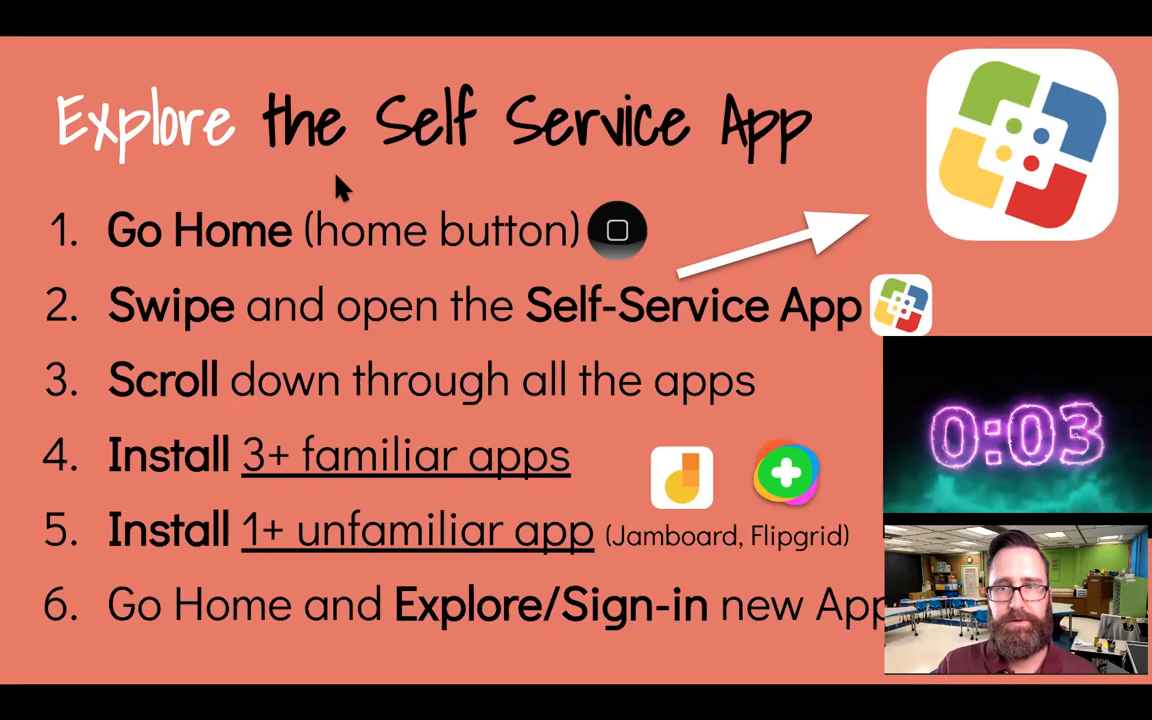 Explore the Self Service App
1. Go Home (home button)
2. Swipe and open the Self-Service App
3. Scroll down through all the apps
4. Install 3+ familiar apps
5. Install 1+ unfamiliar app (Jamboard, Flipgrid)
6. Go Home and Explore/Sign-in new App
0:03